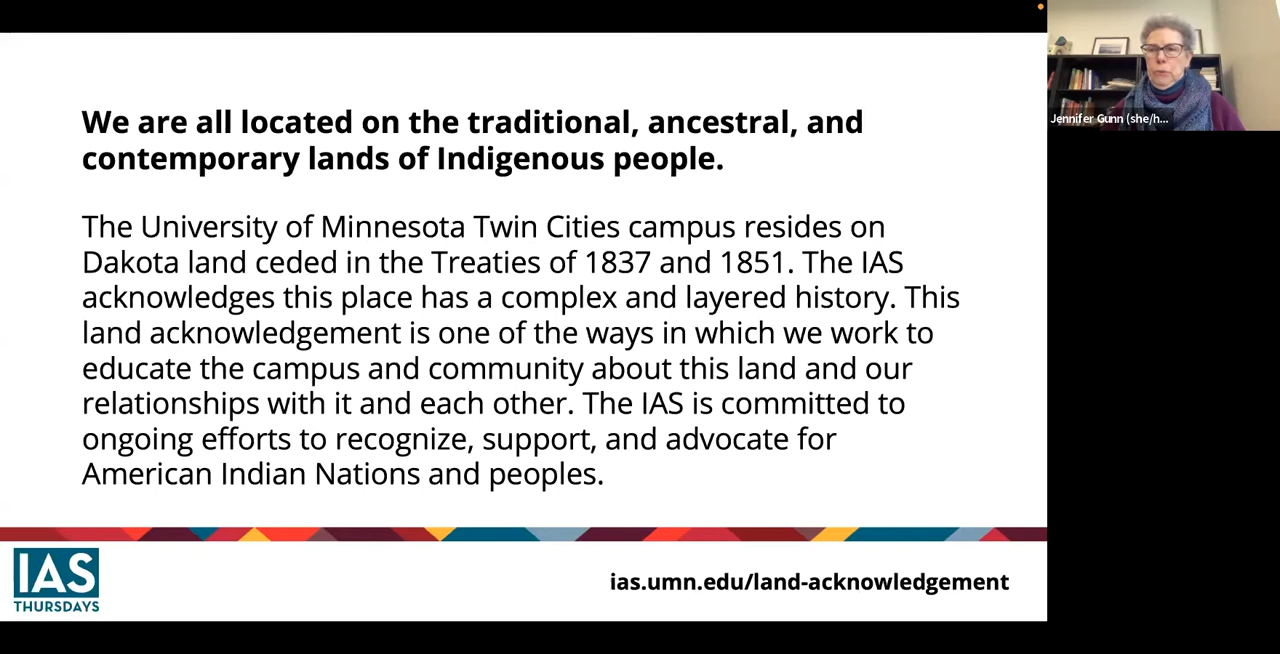 We are all located on the traditional, ancestral, and
contemporary lands of Indigenous people.
The University of Minnesota Twin Cities campus resides on
Dakota land ceded in the Treaties of 1837 and 1851. The IAS
acknowledges this place has a complex and layered history. This
land acknowledgement is one of the ways in which we work to
educate the campus and community about this land and our
relationships with it and each other. The IAS is committed to
ongoing efforts to recognize, support, and advocate for
American Indian Nations and peoples.
IAS
THURSDAYS
ias.umn.edu/land-acknowledgement
Jennifer Gunn (she/h...